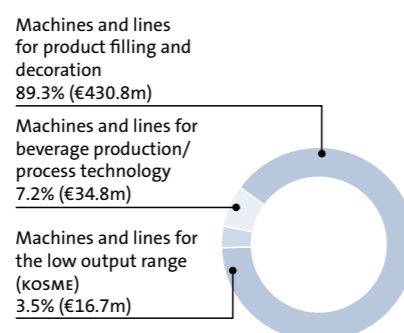 Machines and lines
for product filling and
decoration
89.3% (€430.8m)
Machines and lines for
beverage production/
process technology
7.2% (€34.8m)
Machines and lines for
the low output range
(KOSME)
3.5% (€16.7m)